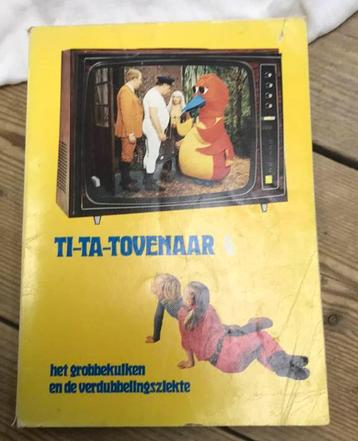 TI-TA-TOVENAAR
het grobbekuiken
en de verdubbelingsziekte